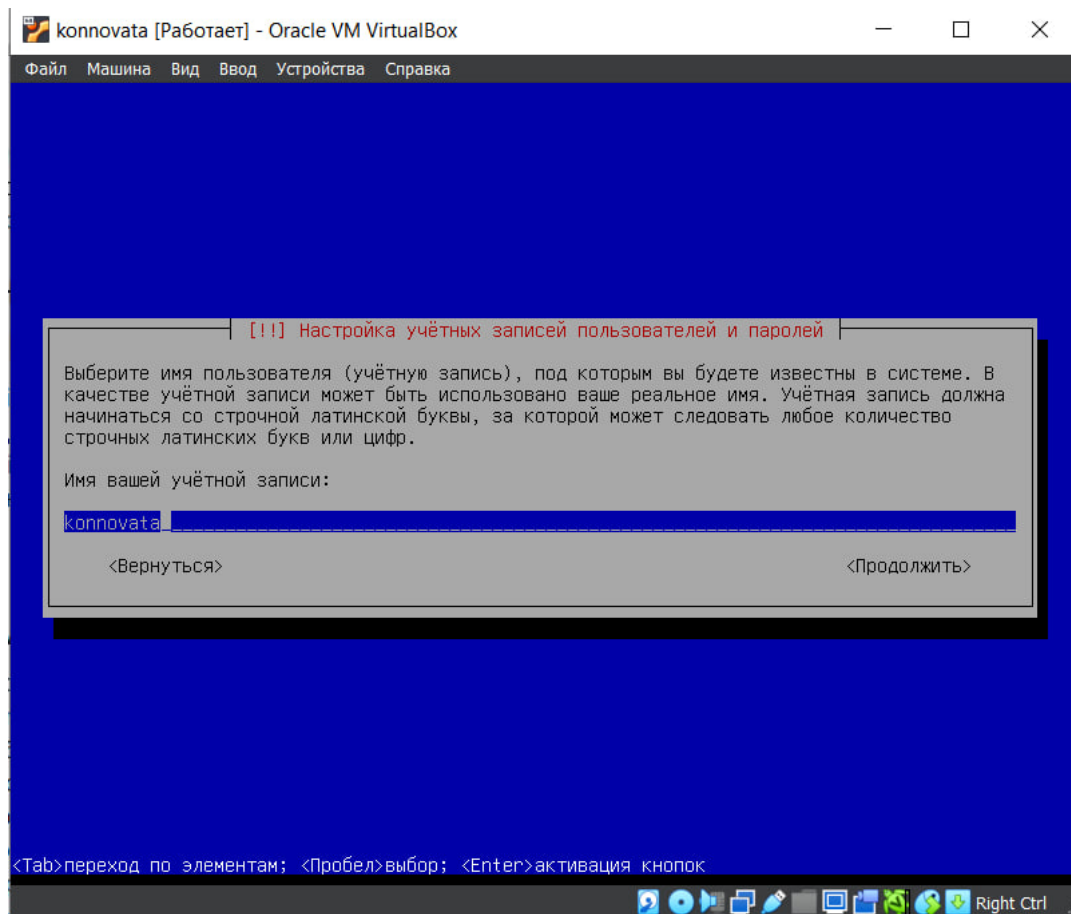 konnovata [Работает] - Oracle VM VirtualBox
Файл Машина Вид Ввод Устройства Справка
[!!] Настройка учётных записей пользователей и паролей
Выберите имя пользователя (учётную запись), под которым вы будете известны в системе. В
качестве учётной записи может быть использовано ваше реальное имя. Учётная запись должна
начинаться со строчной латинской буквы, за которой может следовать любое количество
строчных латинских букв или цифр.
Имя вашей учётной записи:
konnovata
<Вернуться> <Продолжить>
<Tab>переход по элементам; <Пробел>выбор; <Enter>активация кнопок
Right Ctrl